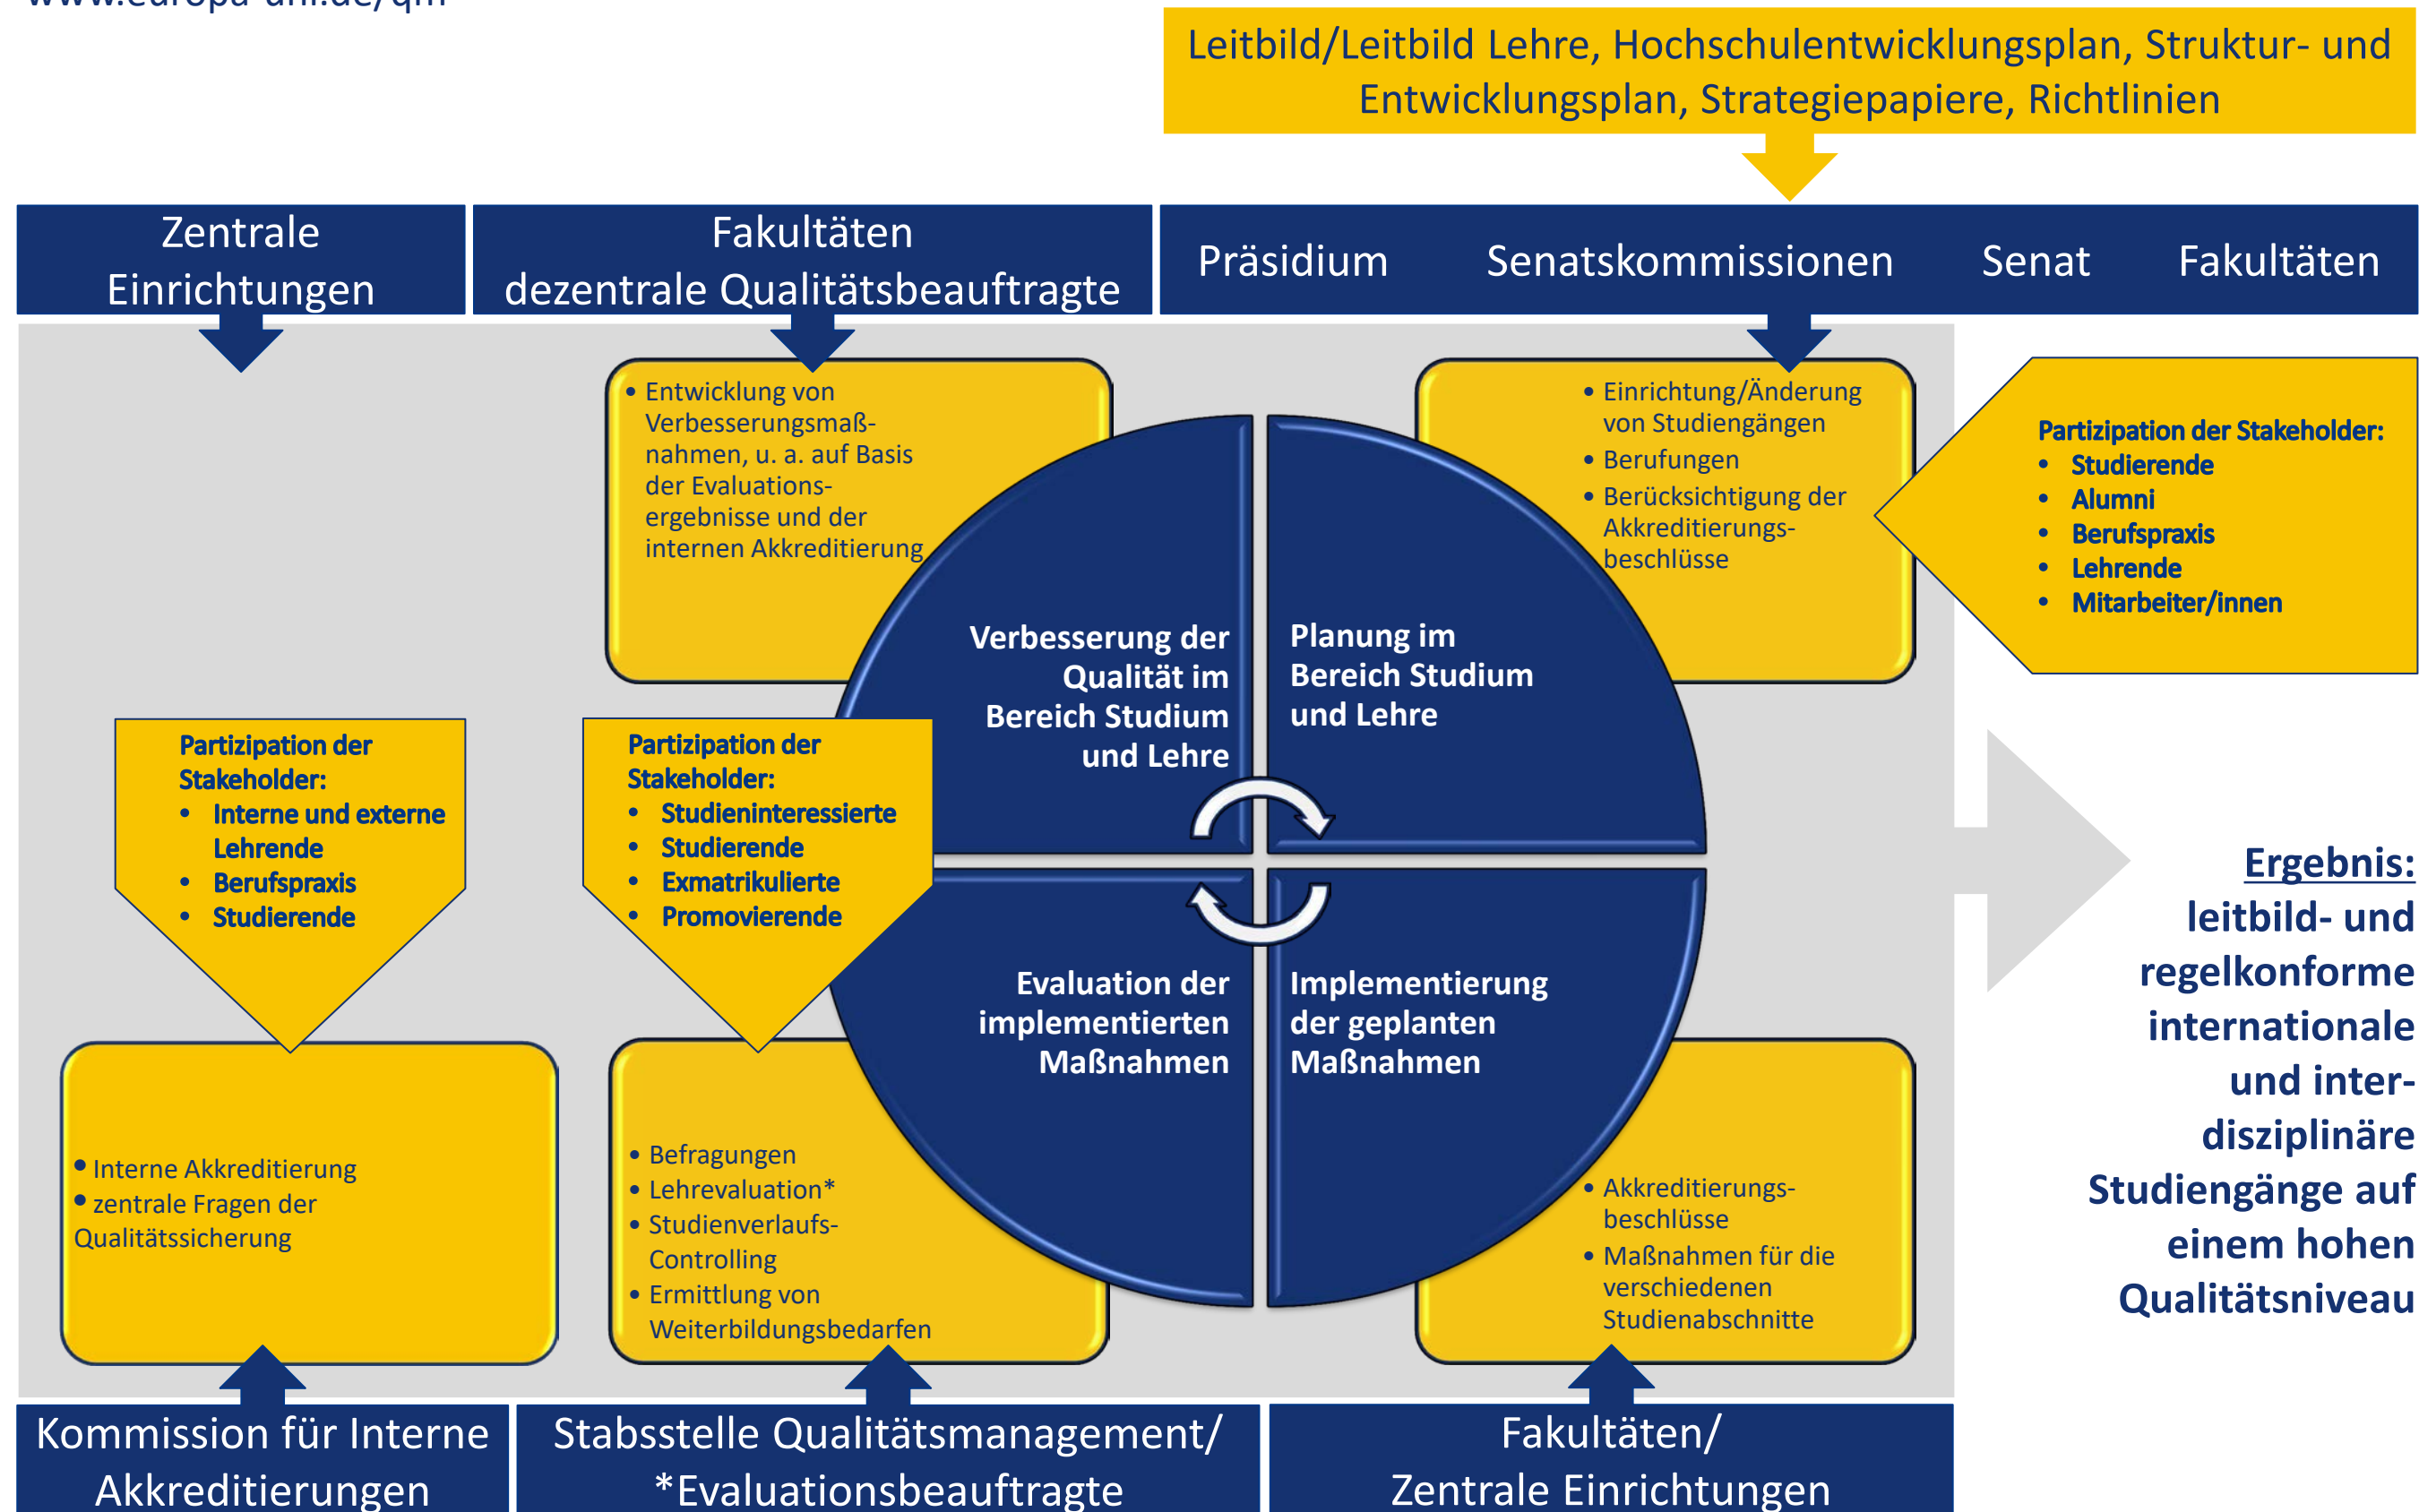 www.europa-uni.de/qm
Leitbild/Leitbild Lehre, Hochschulentwicklungsplan, Struktur- und
Entwicklungsplan, Strategiepapiere, Richtlinien
Zentrale
Einrichtungen
Fakultäten
dezentrale Qualitätsbeauftragte
Präsidium Senatskommissionen Senat Fakultäten
• Entwicklung von
Verbesserungsmaß-
nahmen, u. a. auf Basis
der Evaluations-
ergebnisse und der
internen Akkreditierung
• Einrichtung/Änderung
von Studiengängen
• Berufungen
• Berücksichtigung der
Akkreditierungs-
beschlüsse
Partizipation der Stakeholder:
• Studierende
• Alumni
• Berufspraxis
• Lehrende
• Mitarbeiter/innen
Verbesserung der
Qualität im
Bereich Studium
und Lehre
Planung im
Bereich Studium
und Lehre
Partizipation der
Stakeholder:
• Interne und externe
Lehrende
• Berufspraxis
• Studierende
Partizipation der
Stakeholder:
• Studieninteressierte
• Studierende
• Exmatrikulierte
• Promovierende
Evaluation der
implementierten
Maßnahmen
Implementierung
der geplanten
Maßnahmen
Ergebnis:
leitbild- und
regelkonforme
internationale
und inter-
disziplinäre
Studiengänge auf
einem hohen
Qualitätsniveau
• Interne Akkreditierung
• zentrale Fragen der
Qualitätssicherung
• Befragungen
• Lehrevaluation*
• Studienverlaufs-
Controlling
• Ermittlung von
Weiterbildungsbedarfen
• Akkreditierungs-
beschlüsse
• Maßnahmen für die
verschiedenen
Studienabschnitte
Kommission für Interne
Akkreditierungen
Stabsstelle Qualitätsmanagement/
*Evaluationsbeauftragte
Fakultäten/
Zentrale Einrichtungen